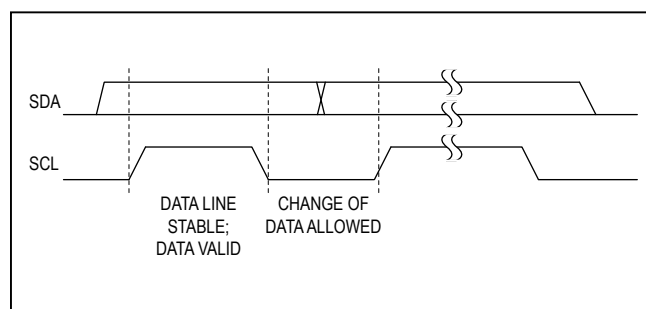 SDA
SCL
DATA LINE
STABLE;
DATA VALID
CHANGE OF
DATA ALLOWED